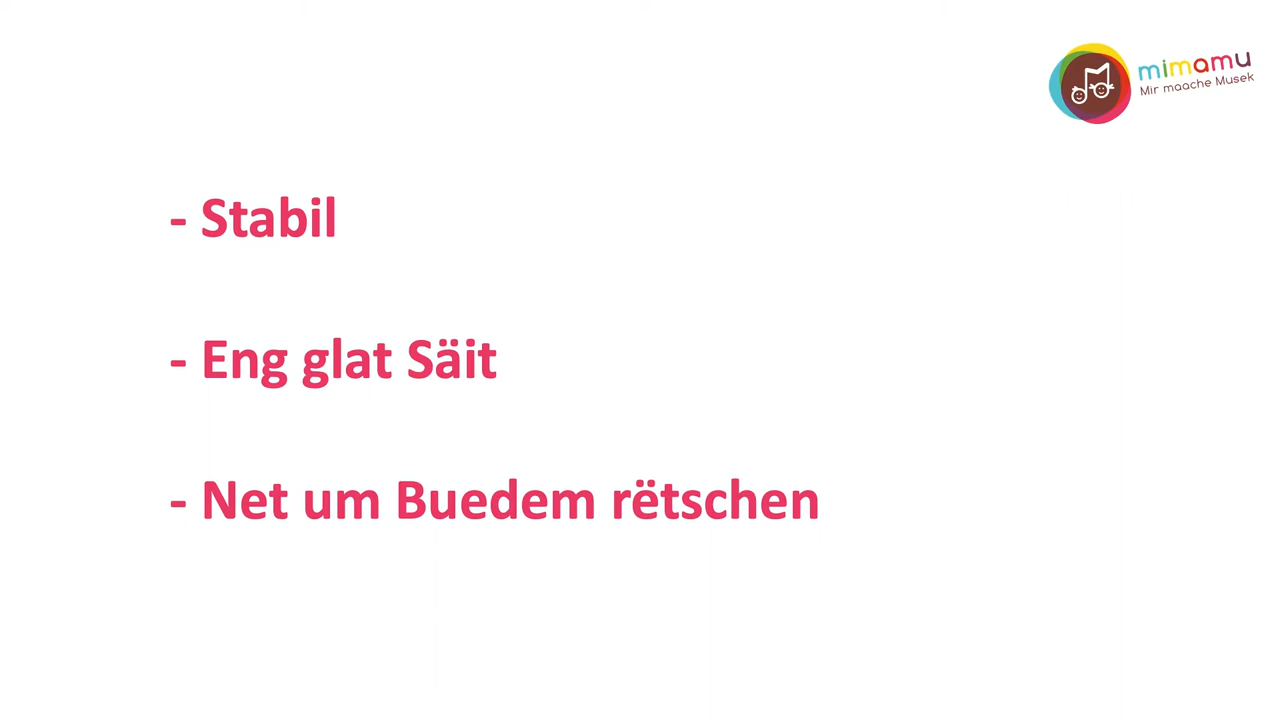 mimamu
Mir maache Musek
- Stabil
- Eng glat Säit
- Net um Buedem rëtschen